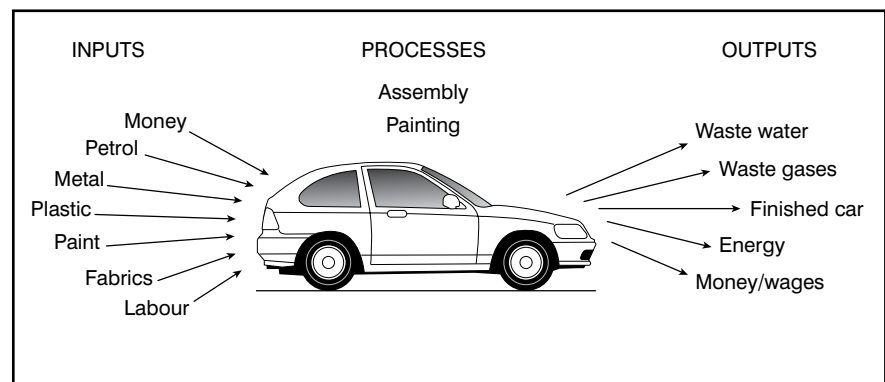 INPUTS
PROCESSES
OUTPUTS
Assembly
Painting
Money
Petrol
Metal
Plastic
Paint
Fabrics
Labour
Waste water
Waste gases
Finished car
Energy
Money/wages